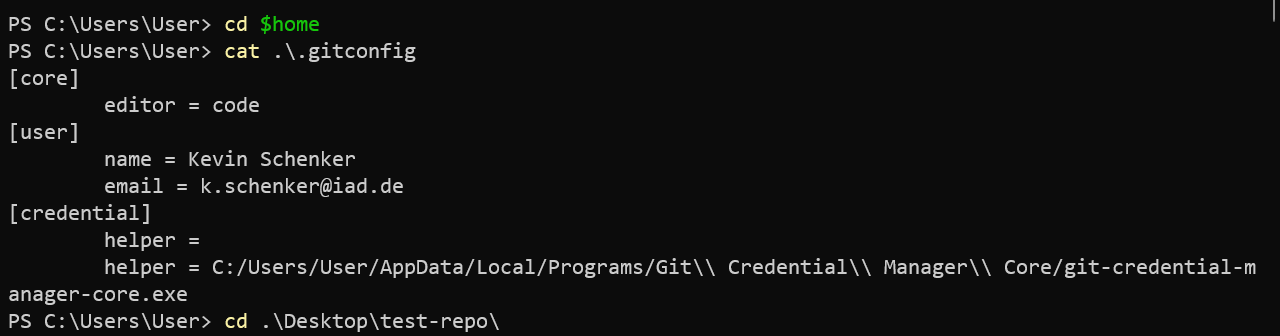 PS C:\Users\User> cd $home
PS C:\Users\User> cat .\.gitconfig
[core]
        editor = code
[user]
        name = Kevin Schenker
        email = k.schenker@iad.de
[credential]
        helper =
        helper = C:/Users/User/AppData/Local/Programs/Git\\ Credential\\ Manager\\ Core/git-credential-m
anager-core.exe
PS C:\Users\User> cd .\Desktop\test-repo\